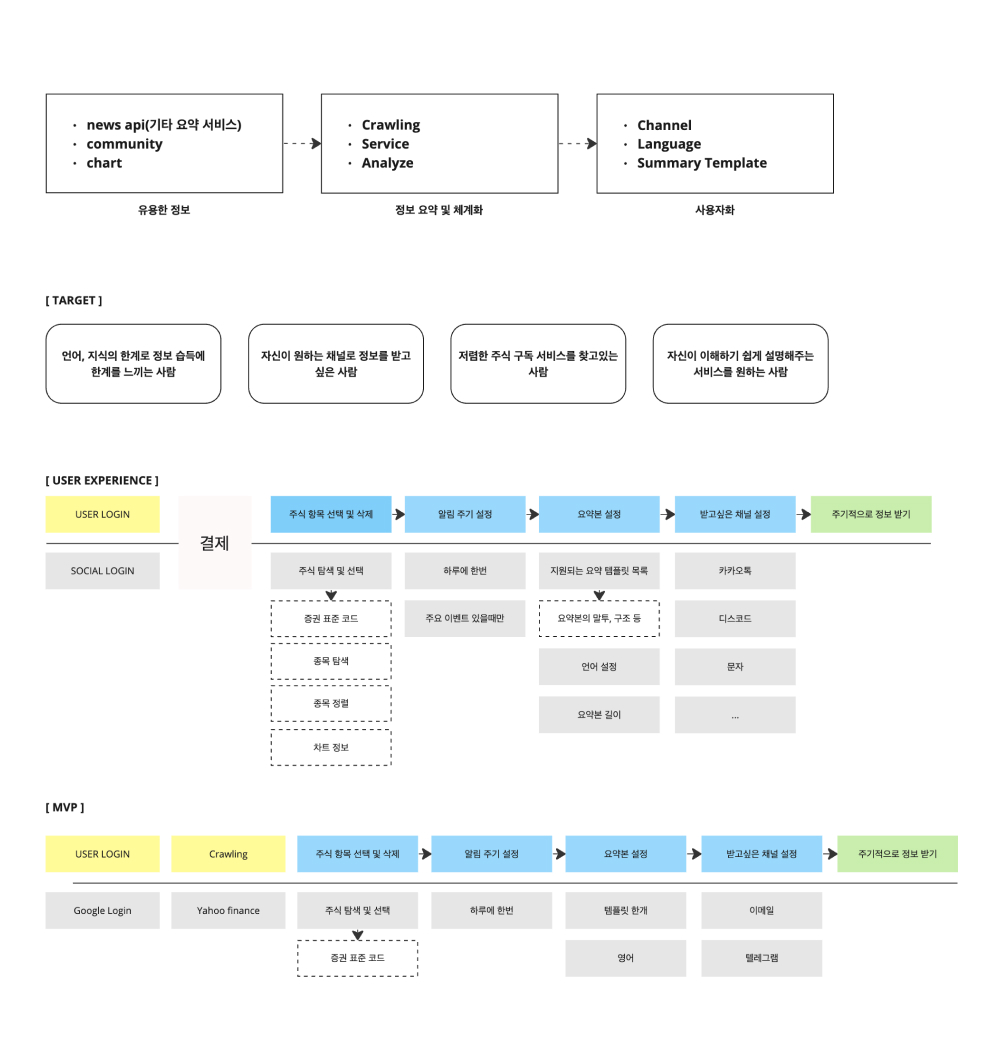 · news api(기타 요약 서비스)
· community
· chart
유용한 정보
· Crawling
· Service
· Analyze
정보 요약 및 체계화
· Channel
· Language
· Summary Template
사용자화
[ TARGET ]
언어, 지식의 한계로 정보 습득에
한계를 느끼는 사람
자신이 원하는 채널로 정보를 받고
싶은 사람
저렴한 주식 구독 서비스를 찾고있는
사람
자신이 이해하기 쉽게 설명해주는
서비스를 원하는 사람
[ USER EXPERIENCE ]
USER LOGIN
결제
주식 항목 선택 및 삭제
알림 주기 설정
요약본 설정
받고싶은 채널 설정
주기적으로 정보 받기
SOCIAL LOGIN
주식 탐색 및 선택
증권 표준 코드
종목 탐색
종목 정렬
차트 정보
하루에 한번
주요 이벤트 있을때만
지원되는 요약 템플릿 목록
요약본의 말투, 구조 등
언어 설정
요약본 길이
카카오톡
디스코드
문자
...
[ MVP ]
USER LOGIN
Crawling
주식 항목 선택 및 삭제
알림 주기 설정
요약본 설정
받고싶은 채널 설정
주기적으로 정보 받기
Google Login
Yahoo finance
주식 탐색 및 선택
증권 표준 코드
하루에 한번
템플릿 한개
영어
이메일
텔레그램